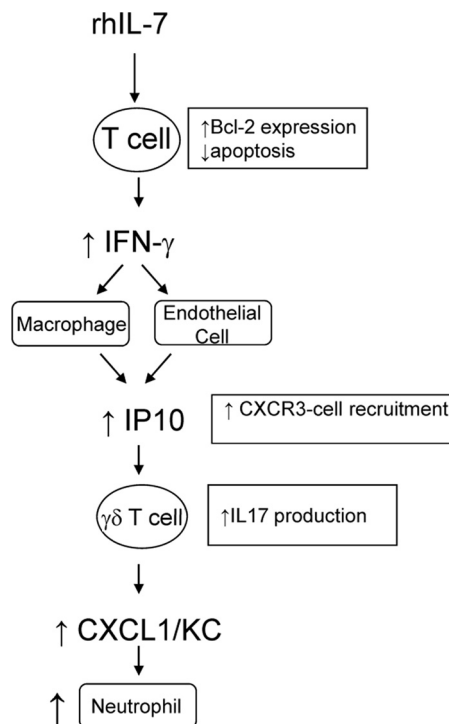 rhIL-7
T cell
↑Bcl-2 expression
↓apoptosis
↑ IFN-γ
Macrophage
Endothelial
Cell
↑ IP10
↑ CXCR3-cell recruitment
γδ T cell
↑IL17 production
↑ CXCL1/KC
↑ Neutrophil